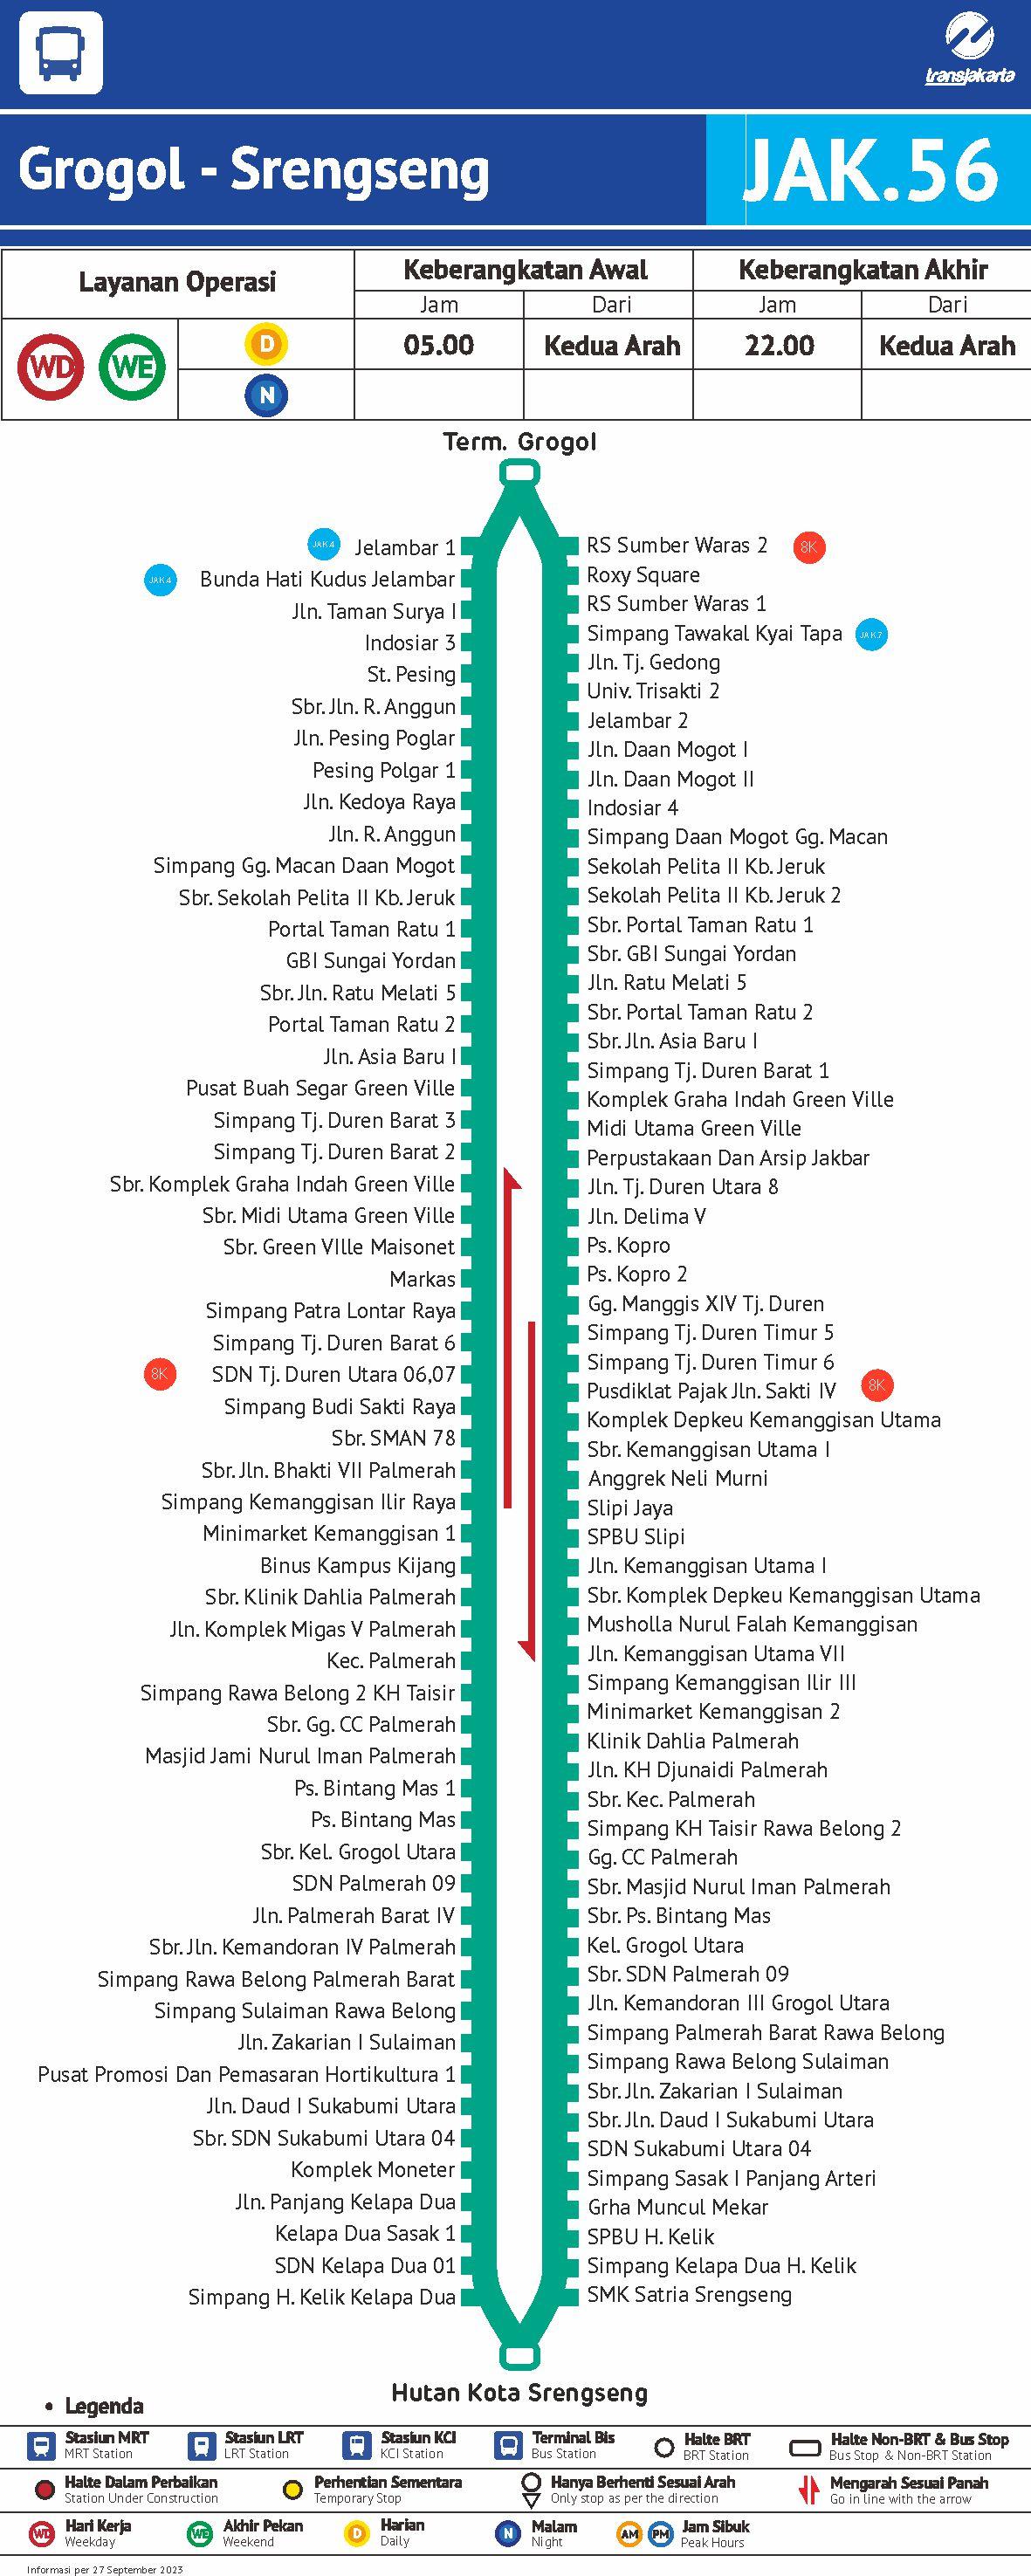 transjakarta
Grogol - Srengseng
JAK.56
Layanan Operasi
Keberangkatan Awal
Keberangkatan Akhir
Jam
Dari
Jam
Dari
WD
WE
D
05.00
Kedua Arah
22.00
Kedua Arah
N
Term. Grogol
JAK4
Jelambar 1
JAK4
Bunda Hati Kudus Jelambar
Jln. Taman Surya I
Indosiar 3
St. Pesing
Sbr. Jln. R. Anggun
Jln. Pesing Poglar
Pesing Polgar 1
Jln. Kedoya Raya
Jln. R. Anggun
Simpang Gg. Macan Daan Mogot
Sbr. Sekolah Pelita II Kb. Jeruk
Portal Taman Ratu 1
GBI Sungai Yordan
Sbr. Jln. Ratu Melati 5
Portal Taman Ratu 2
Jln. Asia Baru I
Pusat Buah Segar Green Ville
Simpang Tj. Duren Barat 3
Simpang Tj. Duren Barat 2
Sbr. Komplek Graha Indah Green Ville
Sbr. Midi Utama Green Ville
Sbr. Green VIlle Maisonet
Markas
Simpang Patra Lontar Raya
Simpang Tj. Duren Barat 6
8K
SDN Tj. Duren Utara 06,07
Simpang Budi Sakti Raya
Sbr. SMAN 78
Sbr. Jln. Bhakti VII Palmerah
Simpang Kemanggisan Ilir Raya
Minimarket Kemanggisan 1
Binus Kampus Kijang
Sbr. Klinik Dahlia Palmerah
Jln. Komplek Migas V Palmerah
Kec. Palmerah
Simpang Rawa Belong 2 KH Taisir
Sbr. Gg. CC Palmerah
Masjid Jami Nurul Iman Palmerah
Ps. Bintang Mas 1
Ps. Bintang Mas
Sbr. Kel. Grogol Utara
SDN Palmerah 09
Jln. Palmerah Barat IV
Sbr. Jln. Kemandoran IV Palmerah
Simpang Rawa Belong Palmerah Barat
Simpang Sulaiman Rawa Belong
Jln. Zakarian I Sulaiman
Pusat Promosi Dan Pemasaran Hortikultura 1
Jln. Daud I Sukabumi Utara
Sbr. SDN Sukabumi Utara 04
Komplek Moneter
Jln. Panjang Kelapa Dua
Kelapa Dua Sasak 1
SDN Kelapa Dua 01
Simpang H. Kelik Kelapa Dua
RS Sumber Waras 2
8K
Roxy Square
RS Sumber Waras 1
Simpang Tawakal Kyai Tapa
JAK7
Jln. Tj. Gedong
Univ. Trisakti 2
Jelambar 2
Jln. Daan Mogot I
Jln. Daan Mogot II
Indosiar 4
Simpang Daan Mogot Gg. Macan
Sekolah Pelita II Kb. Jeruk
Sekolah Pelita II Kb. Jeruk 2
Sbr. Portal Taman Ratu 1
Sbr. GBI Sungai Yordan
Jln. Ratu Melati 5
Sbr. Portal Taman Ratu 2
Sbr. Jln. Asia Baru I
Simpang Tj. Duren Barat 1
Komplek Graha Indah Green Ville
Midi Utama Green Ville
Perpustakaan Dan Arsip Jakbar
Jln. Tj. Duren Utara 8
Jln. Delima V
Ps. Kopro
Ps. Kopro 2
Gg. Manggis XIV Tj. Duren
Simpang Tj. Duren Timur 5
Simpang Tj. Duren Timur 6
Pusdiklat Pajak Jln. Sakti IV
8K
Komplek Depkeu Kemanggisan Utama
Sbr. Kemanggisan Utama I
Anggrek Neli Murni
Slipi Jaya
SPBU Slipi
Jln. Kemanggisan Utama I
Sbr. Komplek Depkeu Kemanggisan Utama
Musholla Nurul Falah Kemanggisan
Jln. Kemanggisan Utama VII
Simpang Kemanggisan Ilir III
Minimarket Kemanggisan 2
Klinik Dahlia Palmerah
Jln. KH Djunaidi Palmerah
Sbr. Kec. Palmerah
Simpang KH Taisir Rawa Belong 2
Gg. CC Palmerah
Sbr. Masjid Nurul Iman Palmerah
Sbr. Ps. Bintang Mas
Kel. Grogol Utara
Sbr. SDN Palmerah 09
Jln. Kemandoran III Grogol Utara
Simpang Palmerah Barat Rawa Belong
Simpang Rawa Belong Sulaiman
Sbr. Jln. Zakarian I Sulaiman
Sbr. Jln. Daud I Sukabumi Utara
SDN Sukabumi Utara 04
Simpang Sasak I Panjang Arteri
Grha Muncul Mekar
SPBU H. Kelik
Simpang Kelapa Dua H. Kelik
SMK Satria Srengseng
Hutan Kota Srengseng
• Legenda
Stasiun MRT
MRT Station
Stasiun LRT
LRT Station
Stasiun KCI
KCI Station
Terminal Bis
Bus Station
Halte BRT
BRT Station
Halte Non-BRT & Bus Stop
Bus Stop & Non-BRT Station
Halte Dalam Perbaikan
Station Under Construction
Perhentian Sementara
Temporary Stop
Hanya Berhenti Sesuai Arah
Only stop as per the direction
Mengarah Sesuai Panah
Go in line with the arrow
WD
Hari Kerja
Weekday
WE
Akhir Pekan
Weekend
D
Harian
Daily
N
Malam
Night
AM PM
Jam Sibuk
Peak Hours
Informasi per 27 September 2023